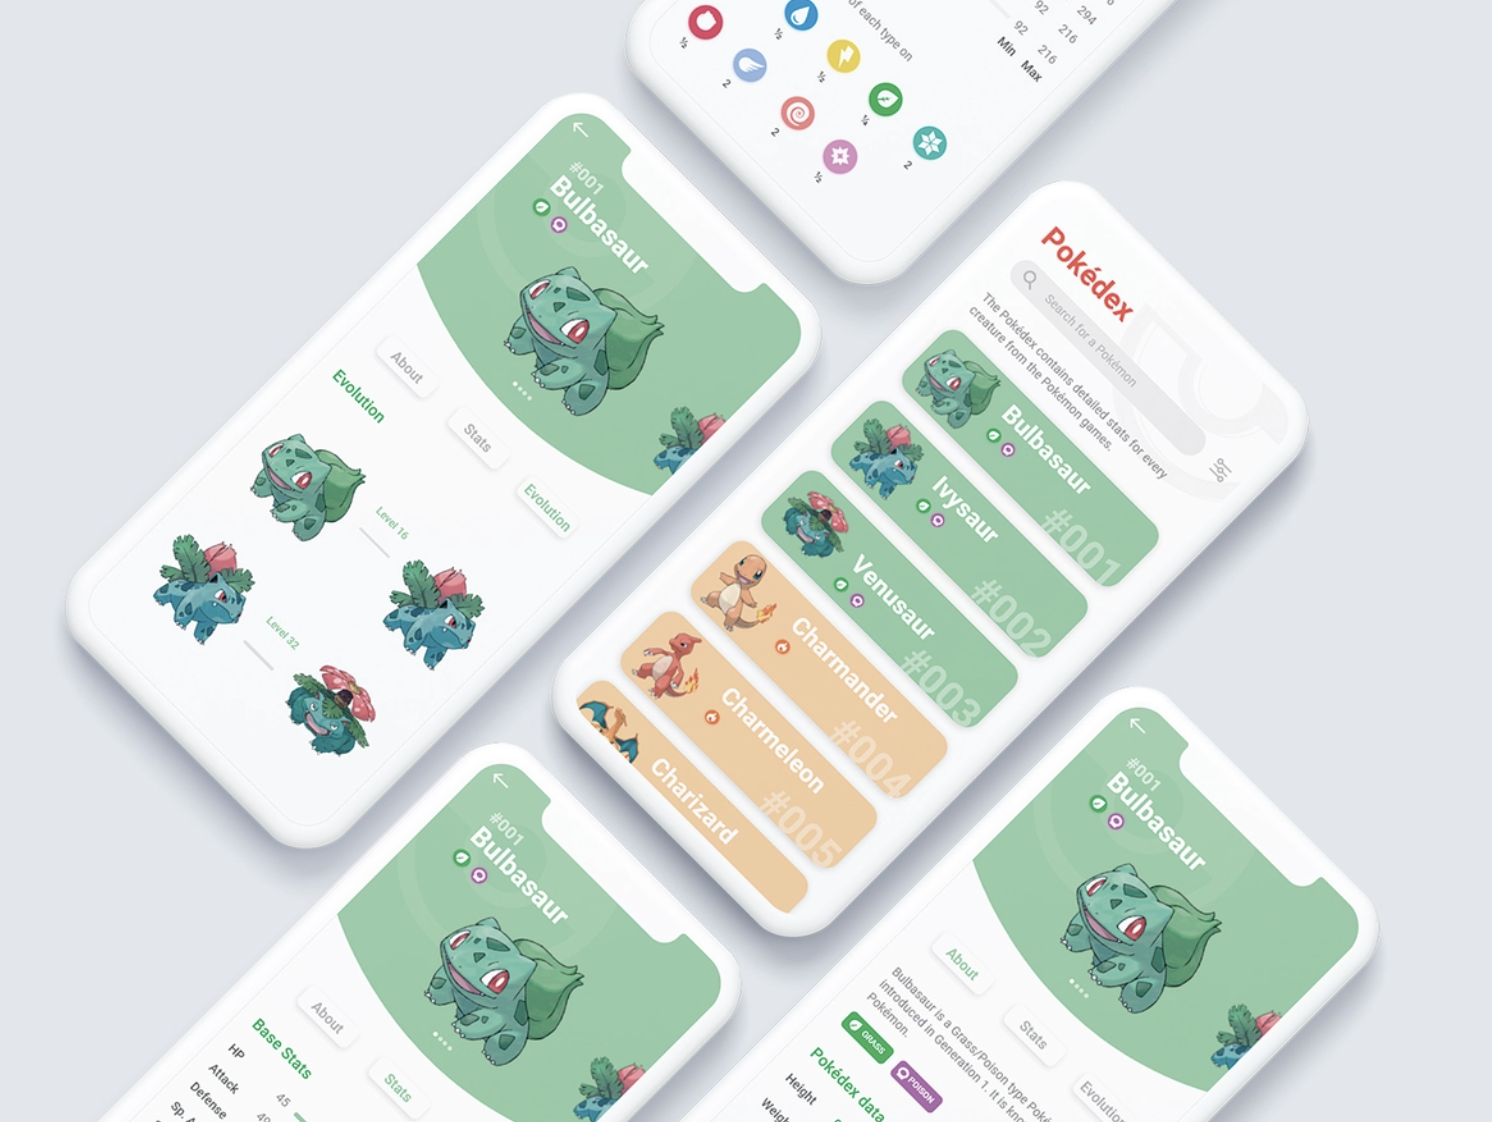 of each type on
½
½
2
½
2
¼
½
2
92
294
92
216
216
Min
Max
#001
Bulbasaur
About
Stats
Evolution
Evolution
Level 16
Level 32
Pokédex
Search for a Pokémon
The Pokédex contains detailed stats for every
creature from the Pokémon games.
Bulbasaur
#001
Ivysaur
#002
Venusaur
#003
Charmander
#004
Charmeleon
#005
Charizard
#001
Bulbasaur
About
Stats
Base Stats
HP
45
Attack
Defense
#001
Bulbasaur
About
Stats
Evolution
Bulbasaur is a Grass/Poison type Poké
introduced in Generation 1. It is kno
Pokémon.
GRASS
POISON
Pokédex data
Height
Weigh